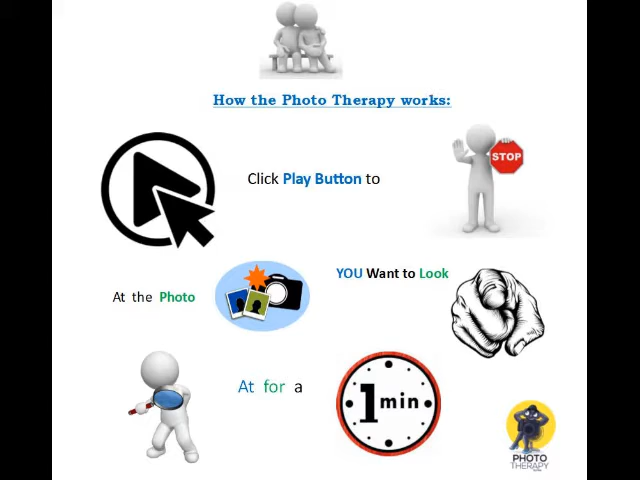 How the Photo Therapy works:
Click Play Button to
STOP
At the Photo
YOU Want to Look
At for a
1 min
PHOTO
THERAPY